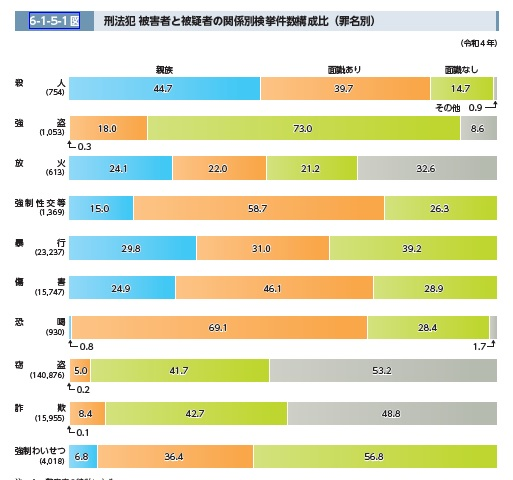 6-1-5-1 図 刑法犯 被害者と被疑者の関係別検挙件数構成比（罪名別）
（令和4年）
親族 面識あり 面識なし
殺人 44.7 39.7 14.7
(754)
その他 0.9
強盗 18.0 73.0 8.6
(1,053)
0.3
放火 24.1 22.0 21.2 32.6
(613)
強制性交等 15.0 58.7 26.3
(1,369)
暴行 29.8 31.0 39.2
(23,237)
傷害 24.9 46.1 28.9
(15,747)
恐喝 69.1 28.4
(930)
0.8 1.7
窃盗 5.0 41.7 53.2
(140,876)
0.2
詐欺 8.4 42.7 48.8
(15,955)
0.1
強制わいせつ 6.8 36.4 56.8
(4,018)